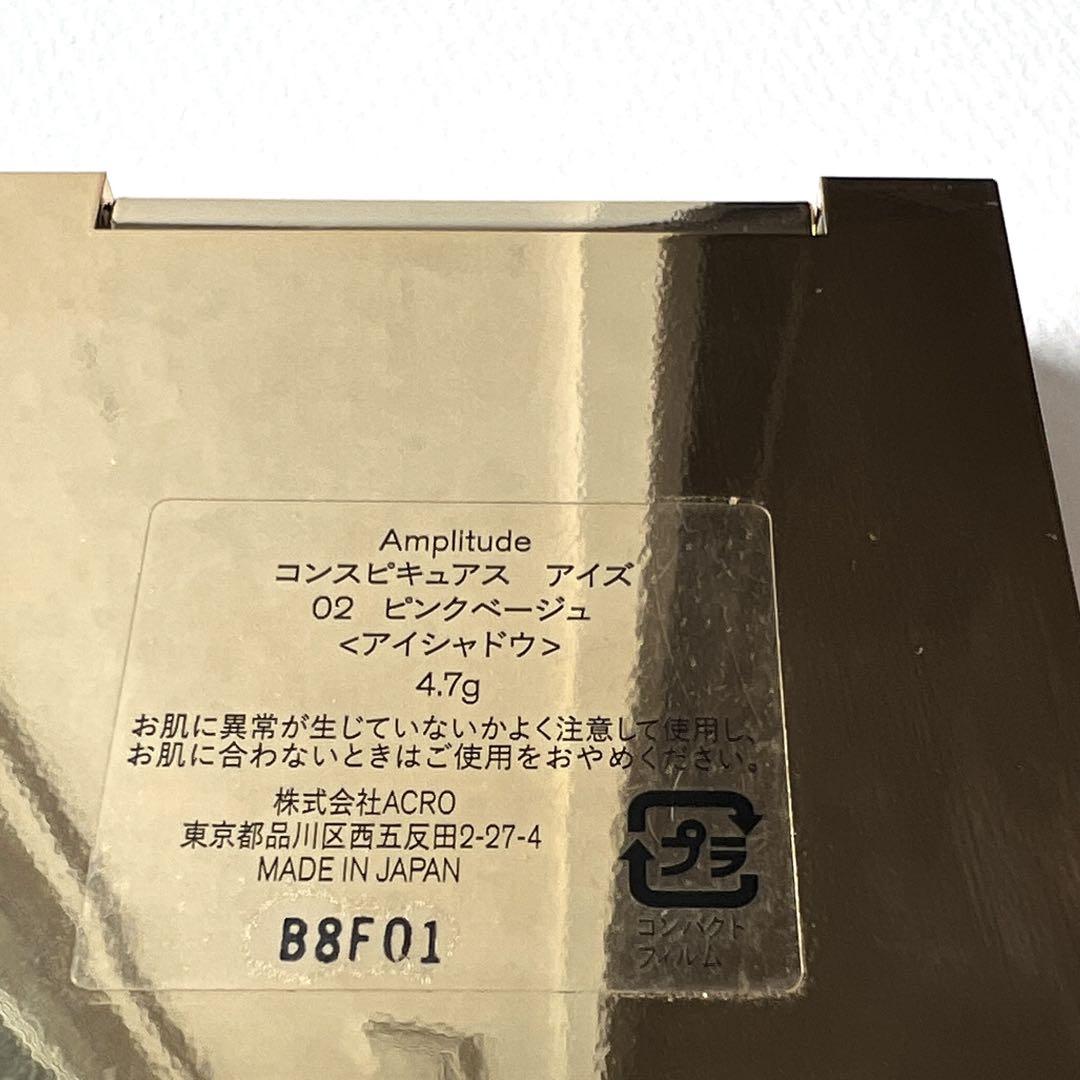 Amplitude
コンスピキュアス　アイズ
02　ピンクベージュ
<アイシャドウ>
4.7g
お肌に異常が生じていないかよく注意して使用し、
お肌に合わないときはご使用をおやめください。
株式会社ACRO
東京都品川区西五反田2-27-4
MADE IN JAPAN
B8F01
プラ
コンパクト
フィルム